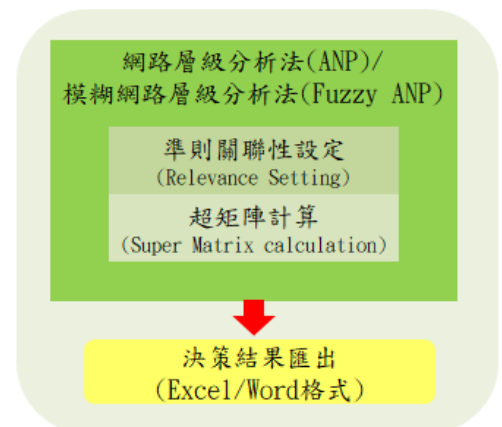 網路層級分析法(ANP)/
模糊網路層級分析法(Fuzzy ANP)
準則關聯性設定
(Relevance Setting)
超矩陣計算
(Super Matrix calculation)
決策結果匯出
(Excel/Word格式)